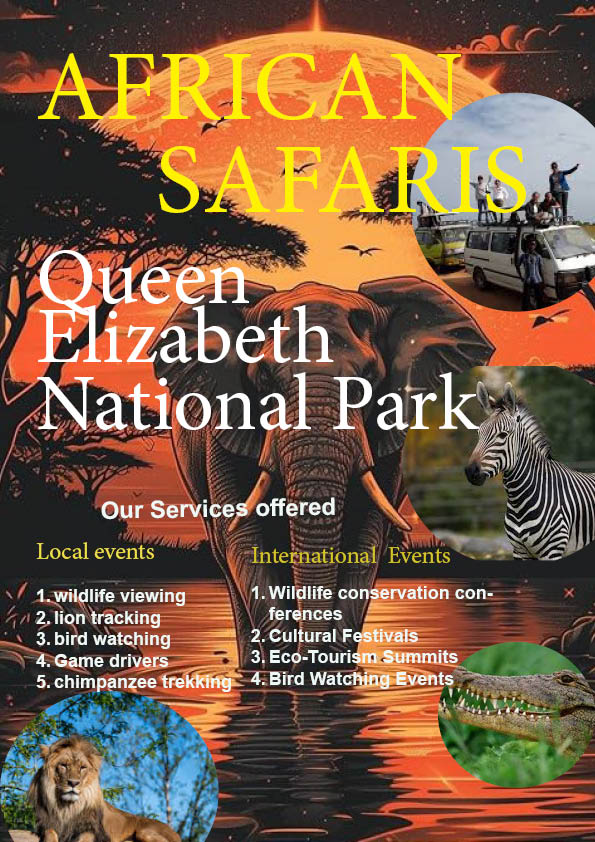 AFRICAN
SAFARIS
Queen
Elizabeth
National Park
Our Services offered
Local events
1. wildlife viewing
2. lion tracking
3. bird watching
4. Game drivers
5. chimpanzee trekking
International Events
1. Wildlife conservation con-
ferences
2. Cultural Festivals
3. Eco-Tourism Summits
4. Bird Watching Events